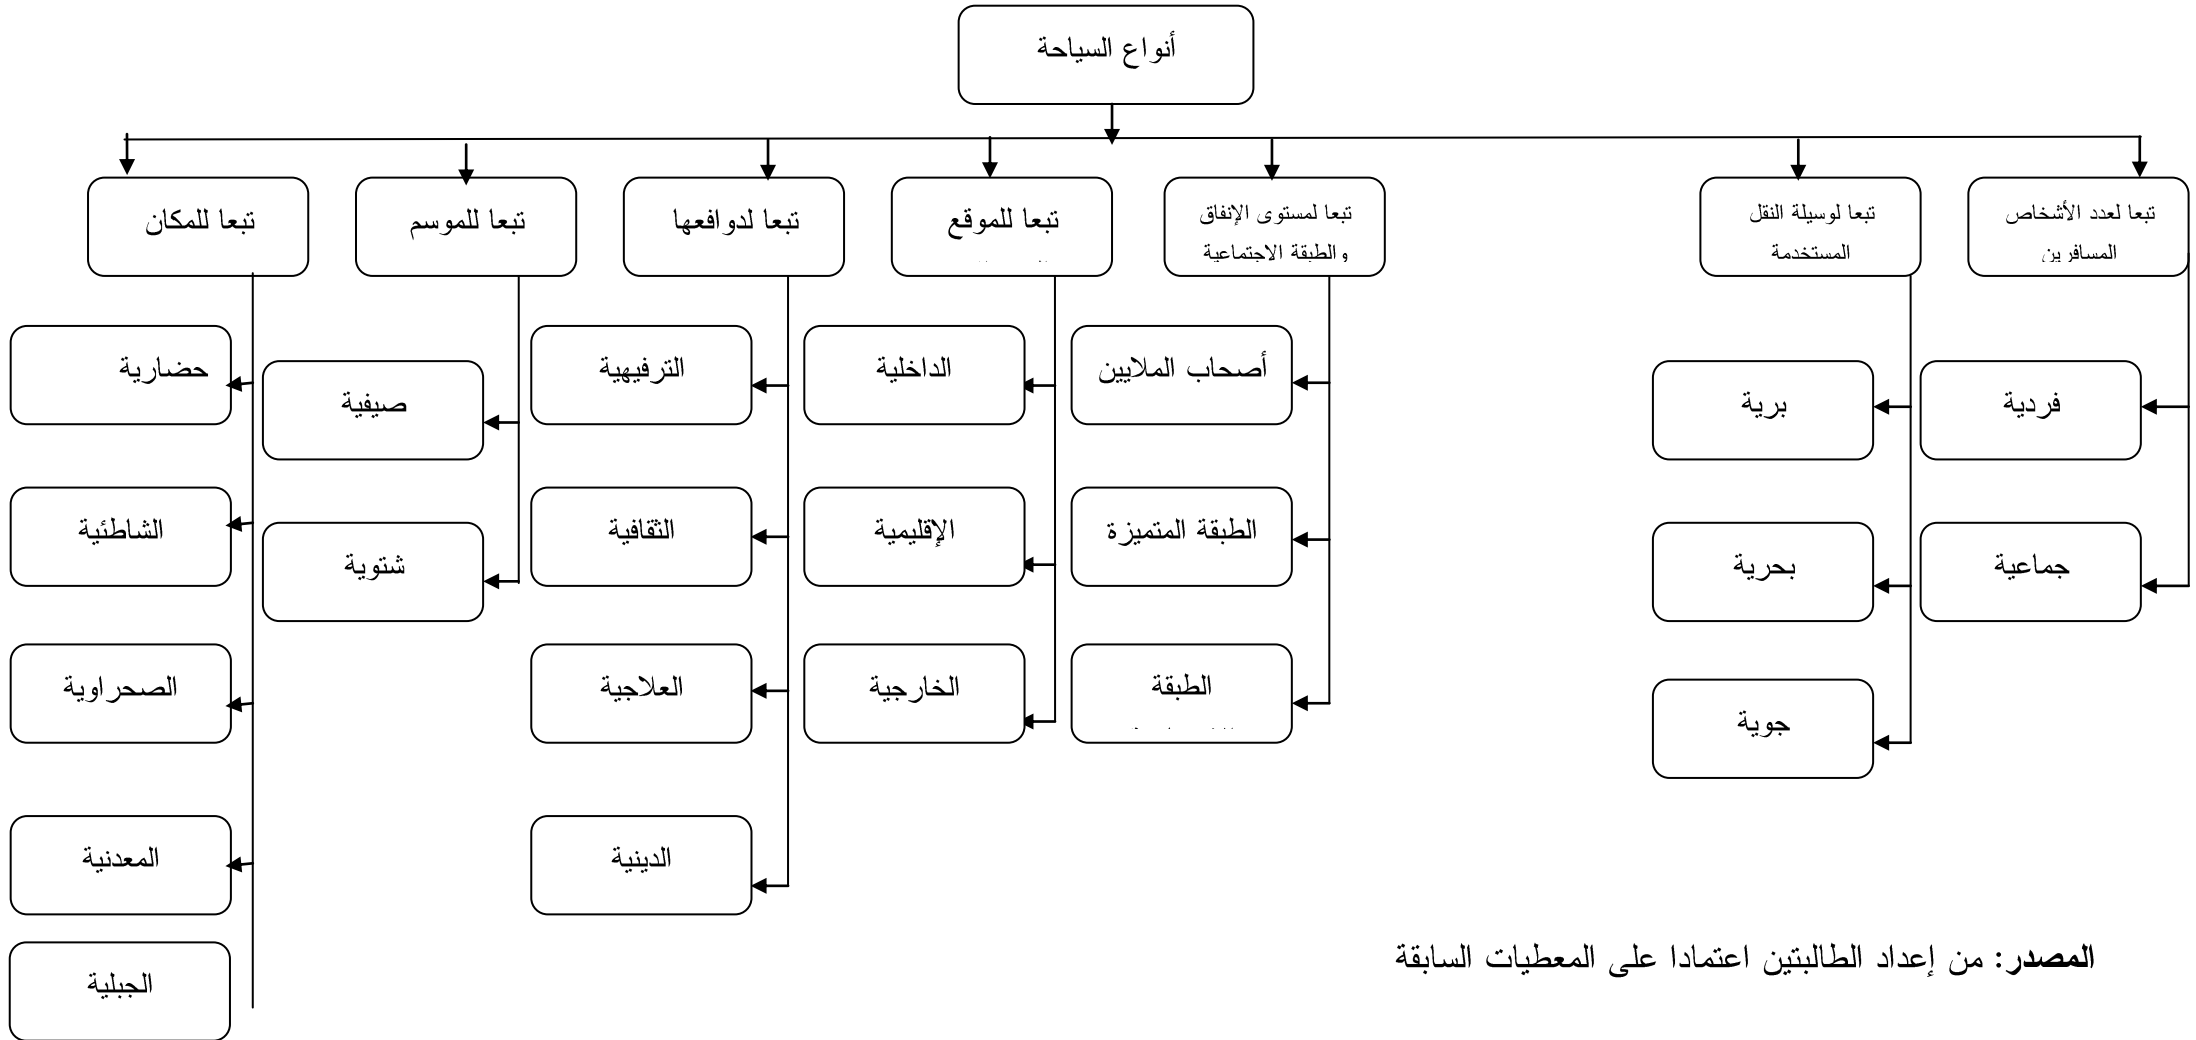 أنواع السياحة
تبعا لعدد الأشخاص
المسافرين
تبعا لوسيلة النقل
المستخدمة
تبعا لمستوى الإنفاق
والطبقة الاجتماعية
تبعا للموقع
تبعا لدوافعها
تبعا للموسم
تبعا للمكان
فردية
جماعية
برية
بحرية
جوية
أصحاب الملايين
الطبقة المتميزة
الطبقة
الداخلية
الإقليمية
الخارجية
الترفيهية
الثقافية
العلاجية
الدينية
صيفية
شتوية
حضارية
الشاطئية
الصحراوية
المعدنية
الجبلية
المصدر: من إعداد الطالبتين اعتمادا على المعطيات السابقة